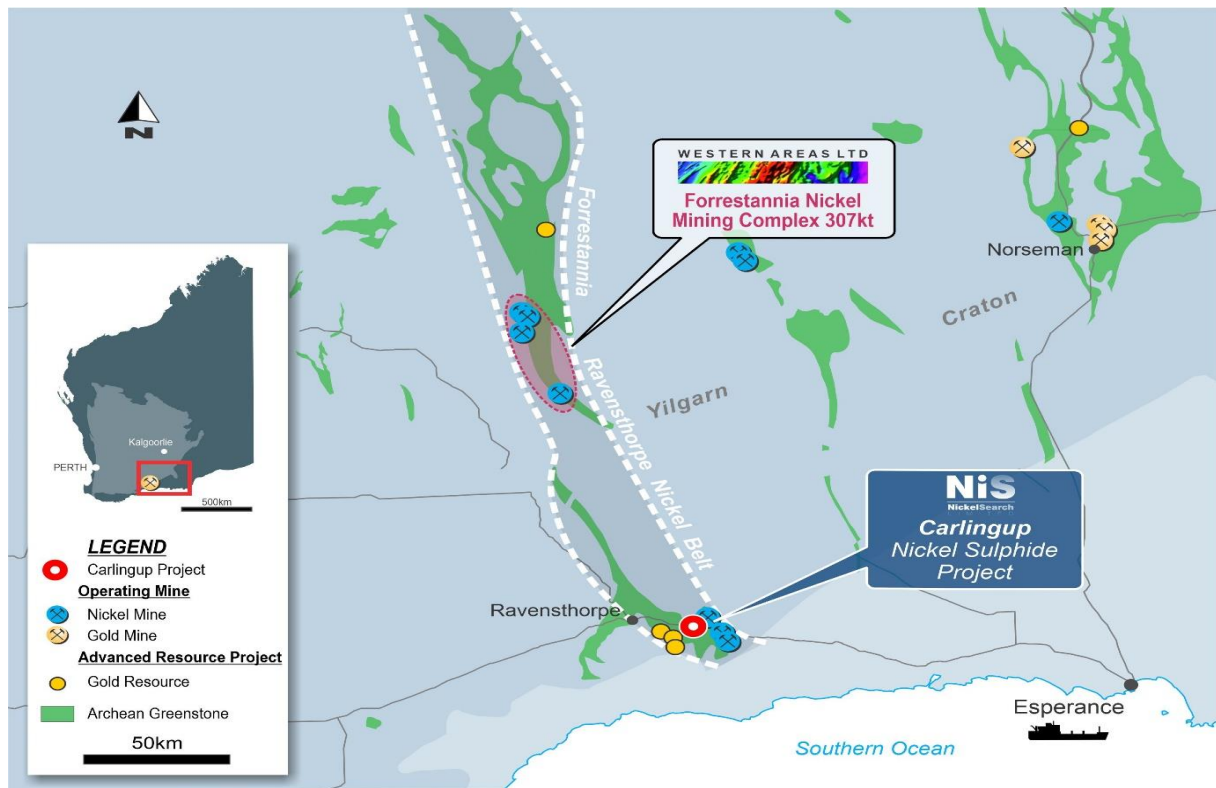 N
WESTERN AREAS LTD
Forrestannia Nickel
Mining Complex 307kt
Forrestannia
Ravensthorpe Nickel Belt
Norseman
Craton
Yilgarn
Kalgoorlie
PERTH
500km
LEGEND
Carlingup Project
Operating Mine
Nickel Mine
Gold Mine
Advanced Resource Project
Gold Resource
Archean Greenstone
50km
NiS
NickelSearch
Carlingup
Nickel Sulphide
Project
Ravensthorpe
Esperance
Southern Ocean